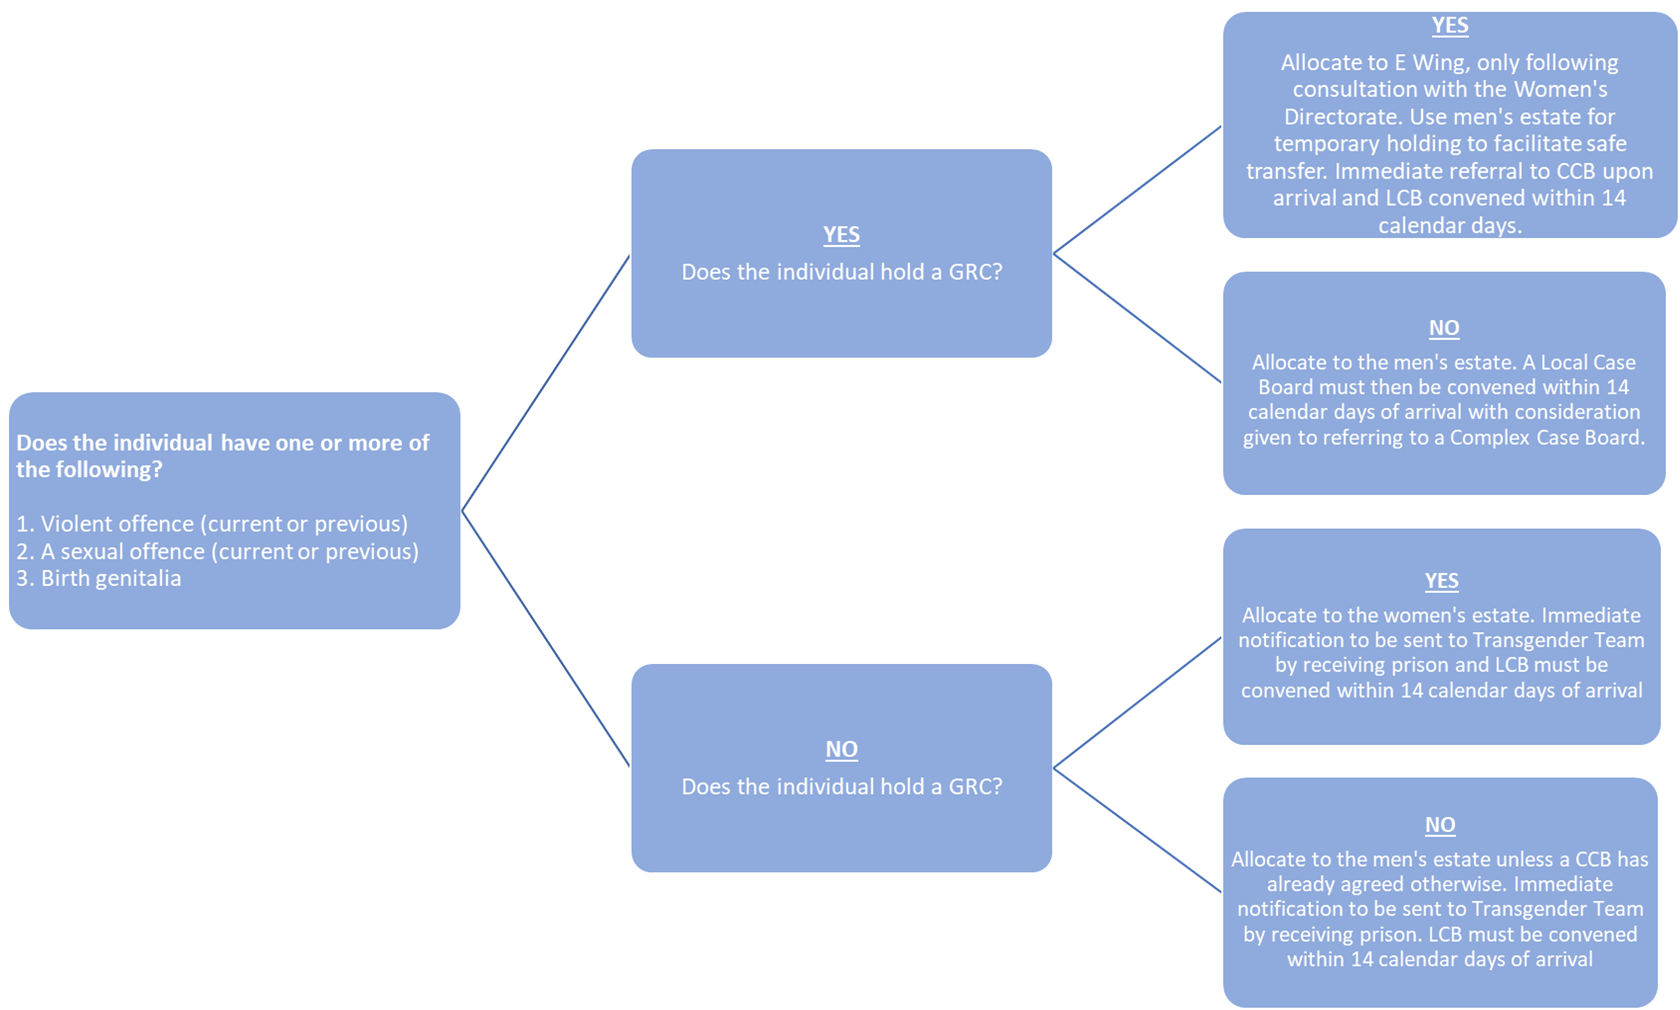 Does the individual have one or more of
the following?
1. Violent offence (current or previous)
2. A sexual offence (current or previous)
3. Birth genitalia
YES
Does the individual hold a GRC?
NO
Does the individual hold a GRC?
YES
Allocate to E Wing, only following
consultation with the Women's
Directorate. Use men's estate for
temporary holding to facilitate safe
transfer. Immediate referral to CCB upon
arrival and LCB convened within 14
calendar days.
NO
Allocate to the men's estate. A Local Case
Board must then be convened within 14
calendar days of arrival with consideration
given to referring to a Complex Case Board.
YES
Allocate to the women's estate. Immediate
notification to be sent to Transgender Team
by receiving prison and LCB must be
convened within 14 calendar days of arrival
NO
Allocate to the men's estate unless a CCB has
already agreed otherwise. Immediate
notification to be sent to Transgender Team
by receiving prison. LCB must be convened
within 14 calendar days of arrival